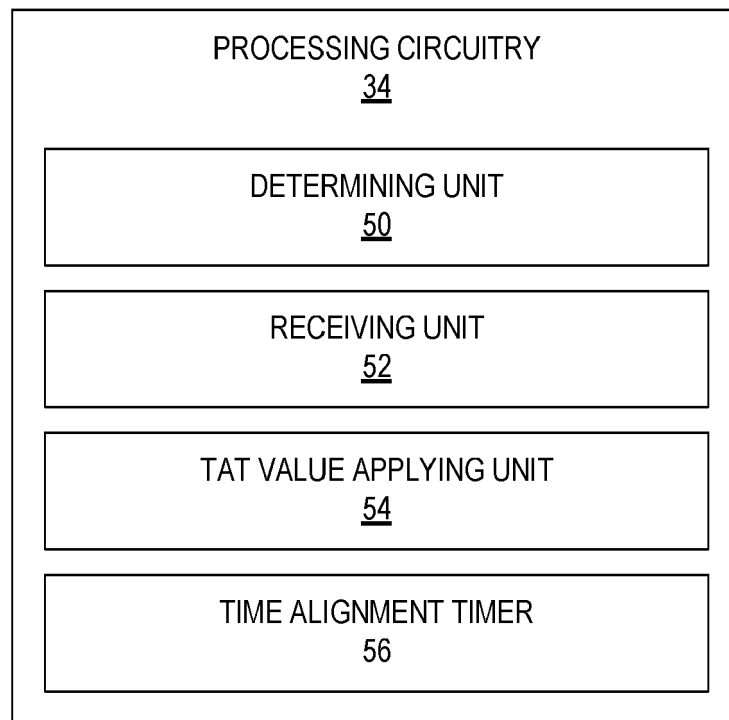 PROCESSING CIRCUITRY
34
DETERMINING UNIT
50
RECEIVING UNIT
52
TAT VALUE APPLYING UNIT
54
TIME ALIGNMENT TIMER
56